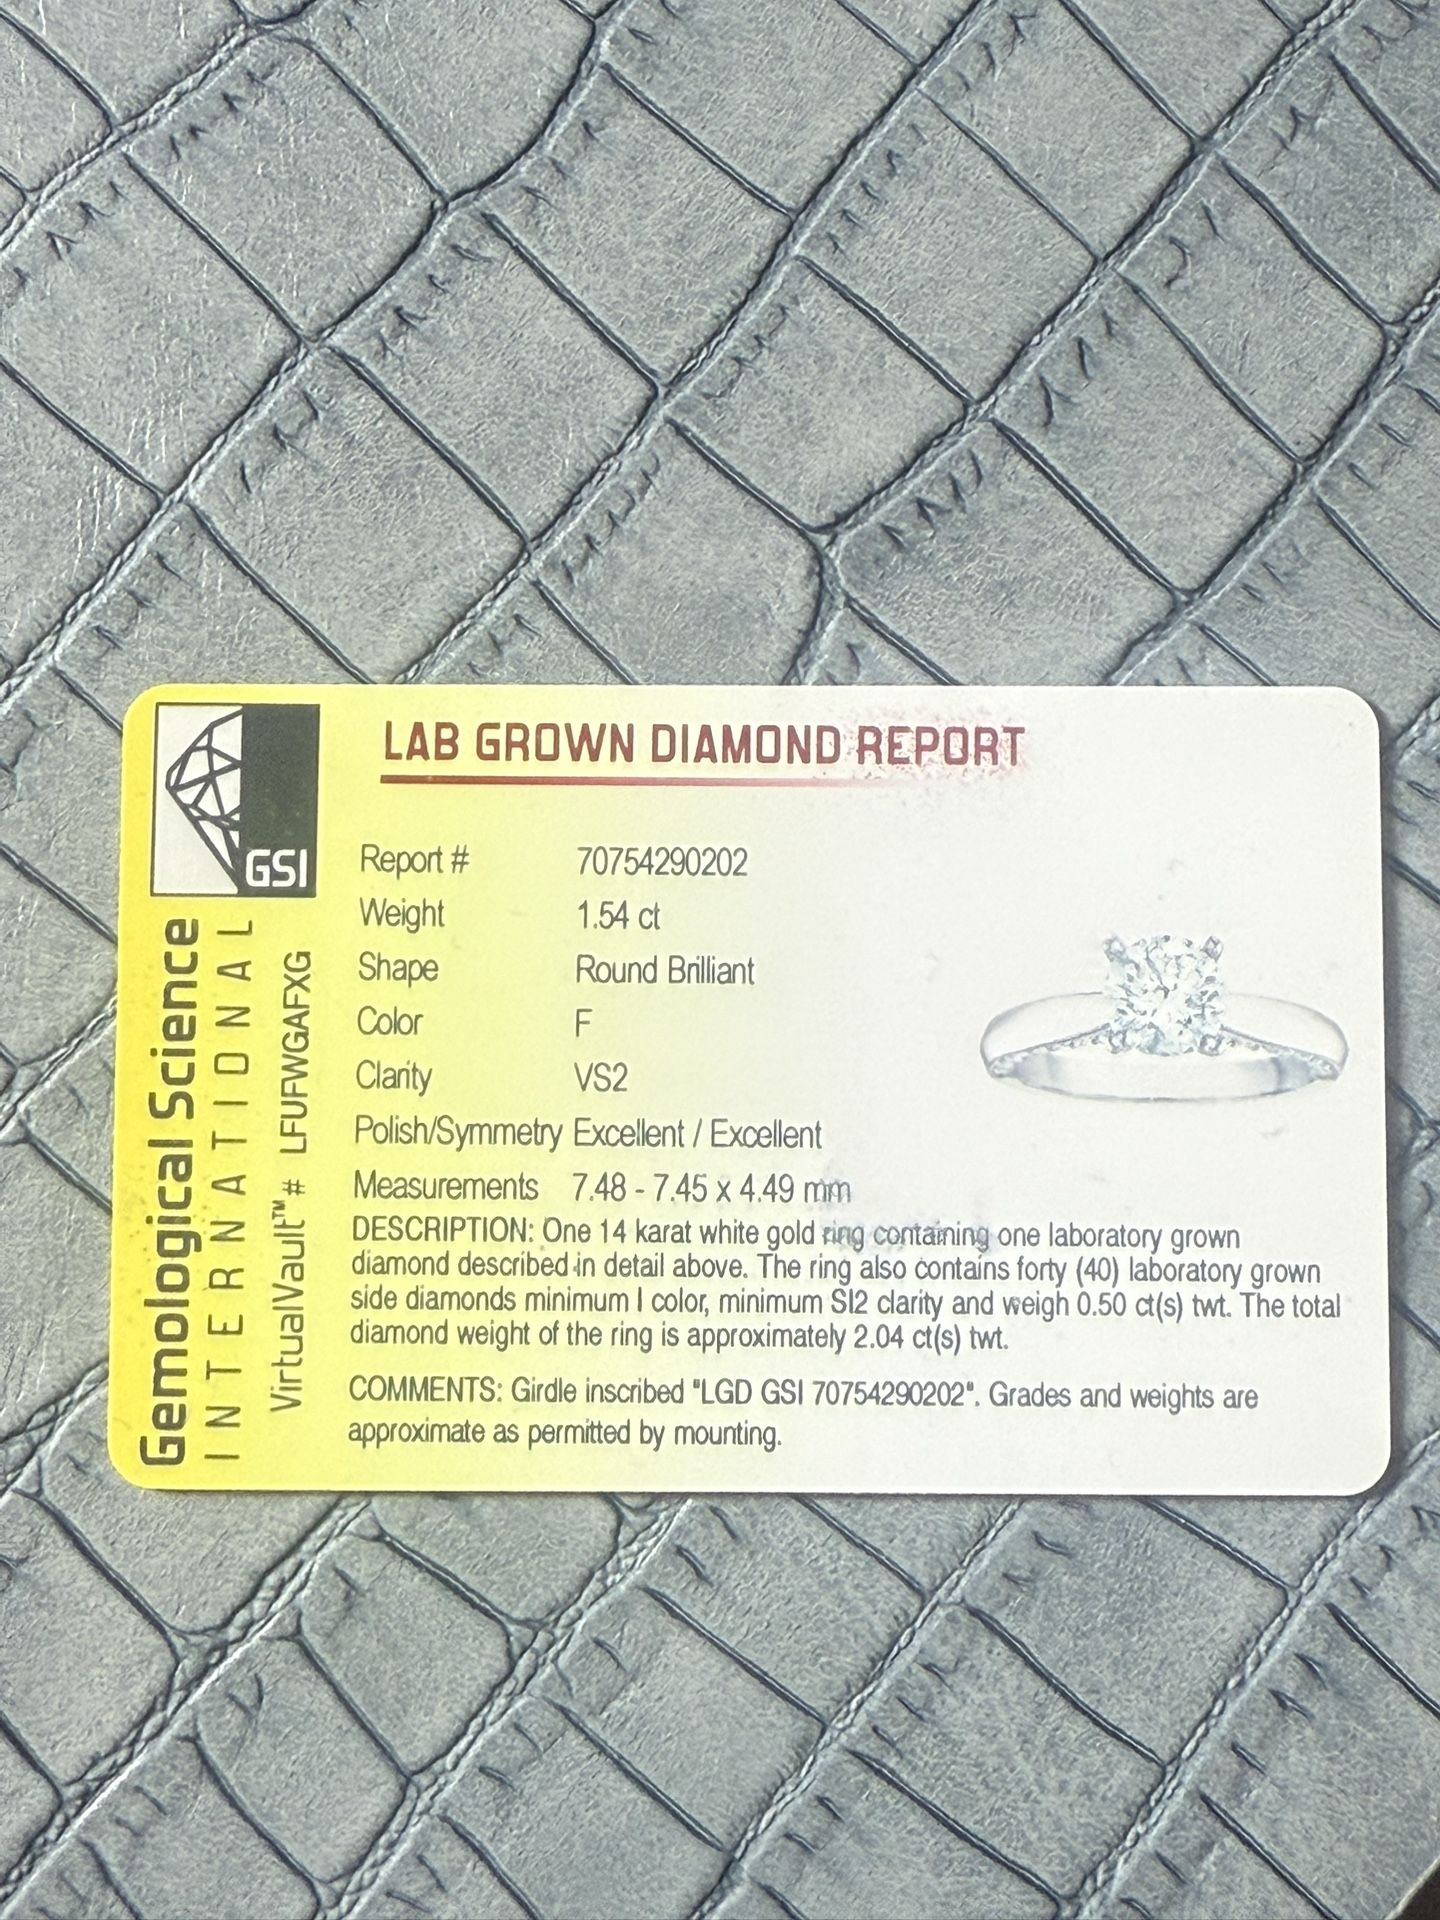 GSI
Gemological Science
INTERNATIONAL
VirtualVault™# LFUFWGAFXG
LAB GROWN DIAMOND REPORT
Report # 70754290202
Weight 1.54 ct
Shape Round Brilliant
Color F
Clarity VS2
Polish/Symmetry Excellent / Excellent
Measurements 7.48 - 7.45 x 4.49 mm
DESCRIPTION: One 14 karat white gold ring containing one laboratory grown
diamond described in detail above. The ring also contains forty (40) laboratory grown
side diamonds minimum I color, minimum SI2 clarity and weigh 0.50 ct(s) twt. The total
diamond weight of the ring is approximately 2.04 ct(s) twt.
COMMENTS: Girdle inscribed "LGD GSI 70754290202". Grades and weights are
approximate as permitted by mounting.